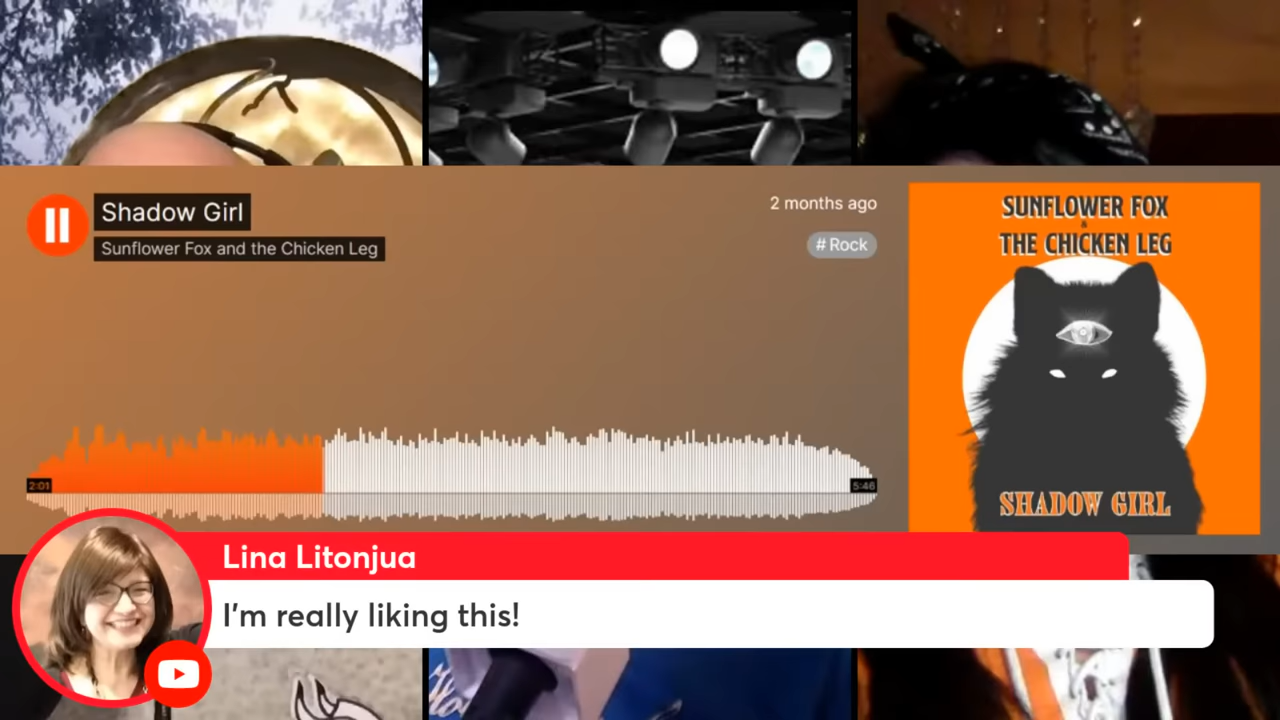 Shadow Girl
Sunflower Fox and the Chicken Leg
2 months ago
# Rock
2:01
5:46
SUNFLOWER FOX
&
THE CHICKEN LEG
SHADOW GIRL
Lina Litonjua
I'm really liking this!